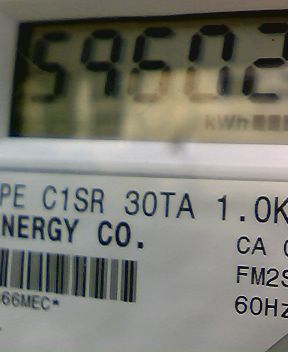 59602
kWh
PE C1SR 30TA 1.0K
NERGY CO.
CA
FM2S
66MEC*
60Hz